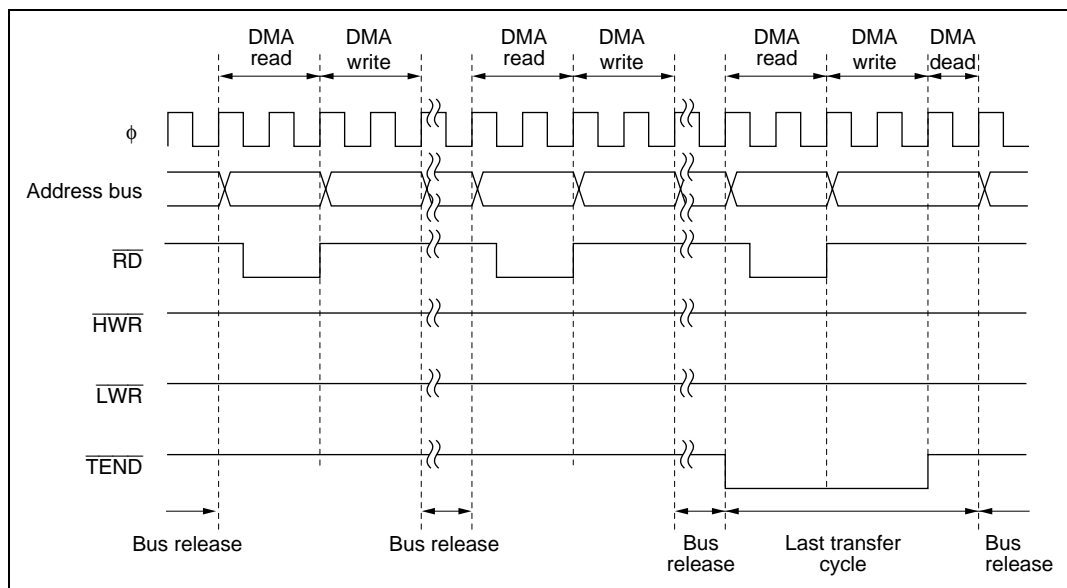 DMA read DMA write DMA read DMA write DMA read DMA write DMA dead
ϕ
Address bus
RD
HWR
LWR
TEND
Bus release Bus release Bus release Last transfer cycle Bus release